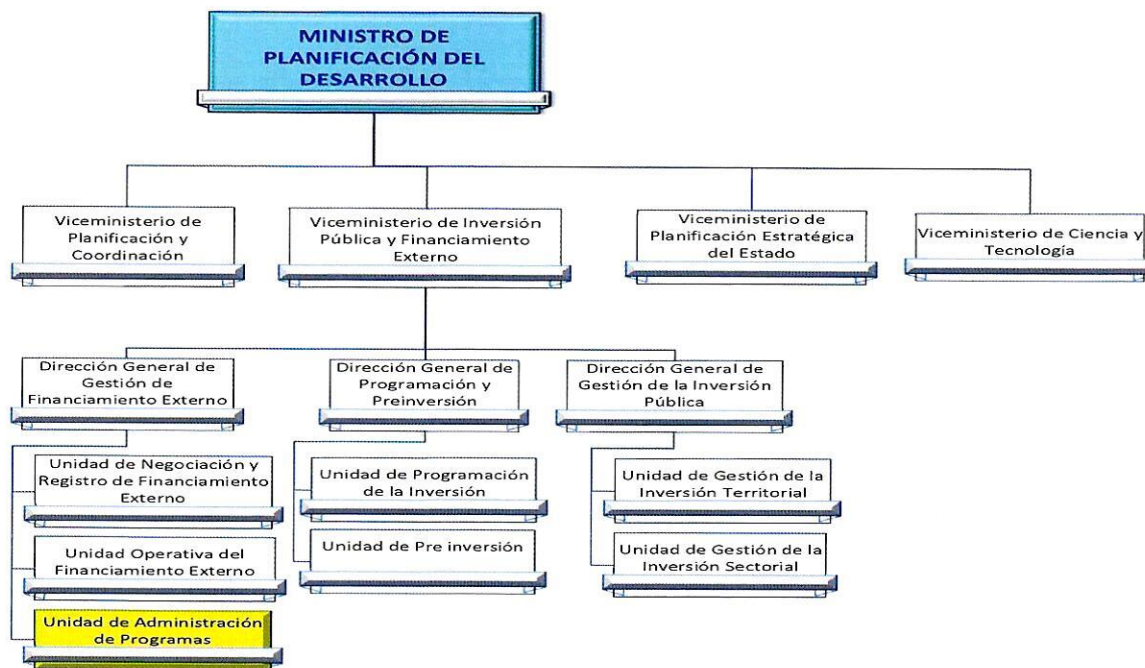 MINISTRO DE
PLANIFICACIÓN DEL
DESARROLLO
Viceministerio de
Planificación y
Coordinación
Viceministerio de Inversión
Pública y Financiamiento
Externo
Viceministerio de
Planificación Estratégica
del Estado
Viceministerio de Ciencia y
Tecnología
Dirección General de
Gestión de
Financiamiento Externo
Dirección General de
Programación y
Preinversión
Dirección General de
Gestión de la Inversión
Pública
Unidad de Negociación y
Registro de Financiamiento
Externo
Unidad de Programación
de la Inversión
Unidad de Gestión de la
Inversión Territorial
Unidad Operativa del
Financiamiento Externo
Unidad de Pre inversión
Unidad de Gestión de la
Inversión Sectorial
Unidad de Administración
de Programas